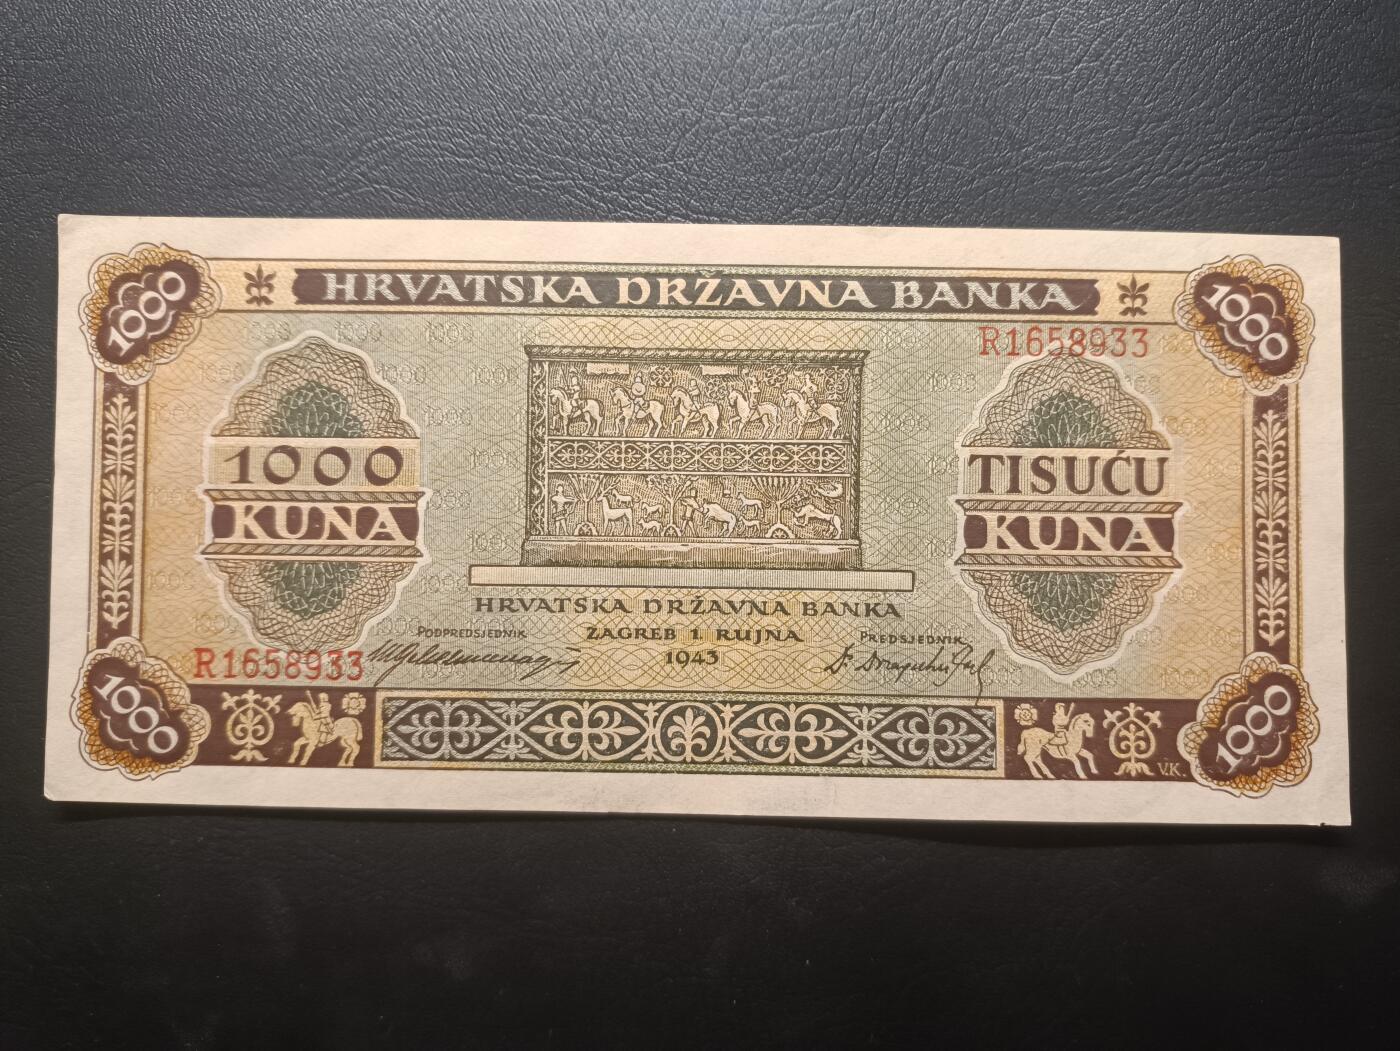 1000
HRVATSKA DRŽAVNA BANKA
1000
R1658933
1000
KUNA
TISUĆU
KUNA
HRVATSKA DRŽAVNA BANKA
PODPREDSJEDNIK
ZAGREB 1. RUJNA
PREDSJEDNIK
1943
R1658933
1000
V.K.
1000